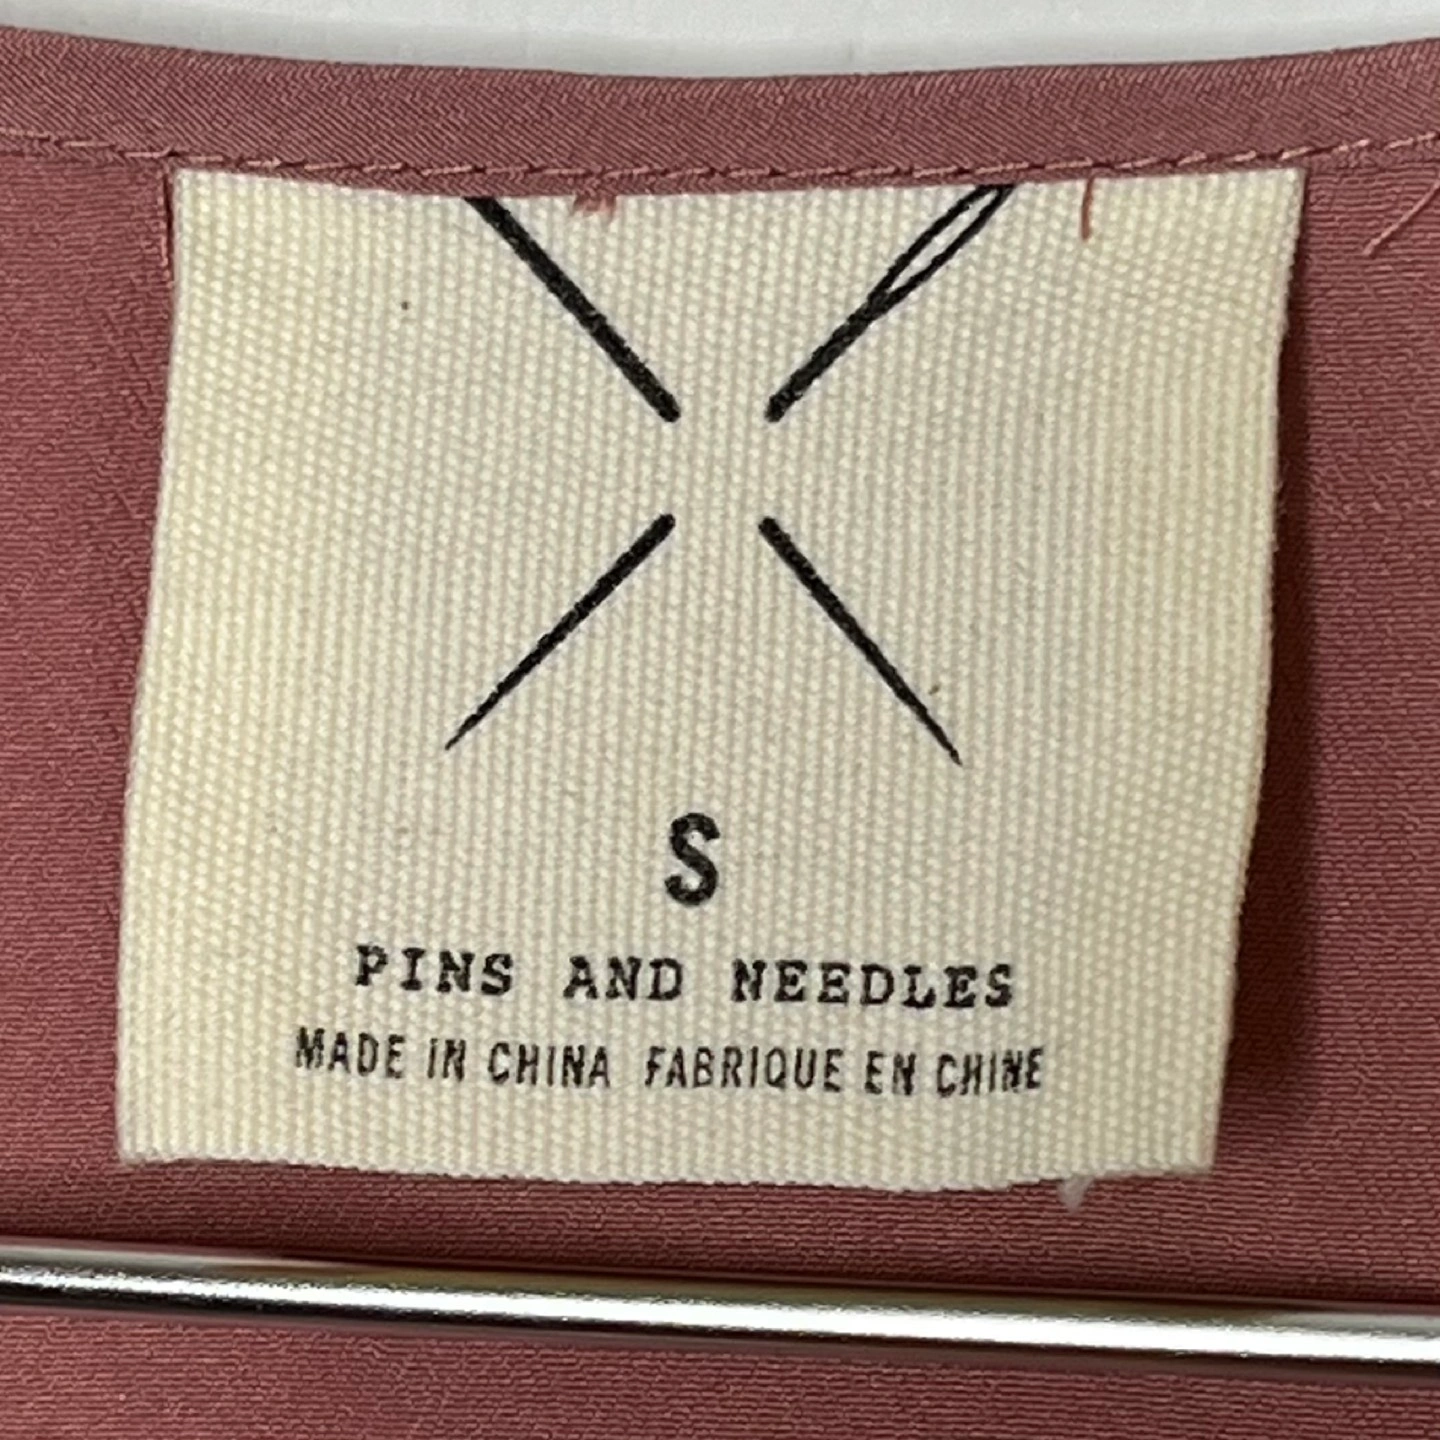 S
PINS AND NEEDLES
MADE IN CHINA FABRIQUE EN CHINE